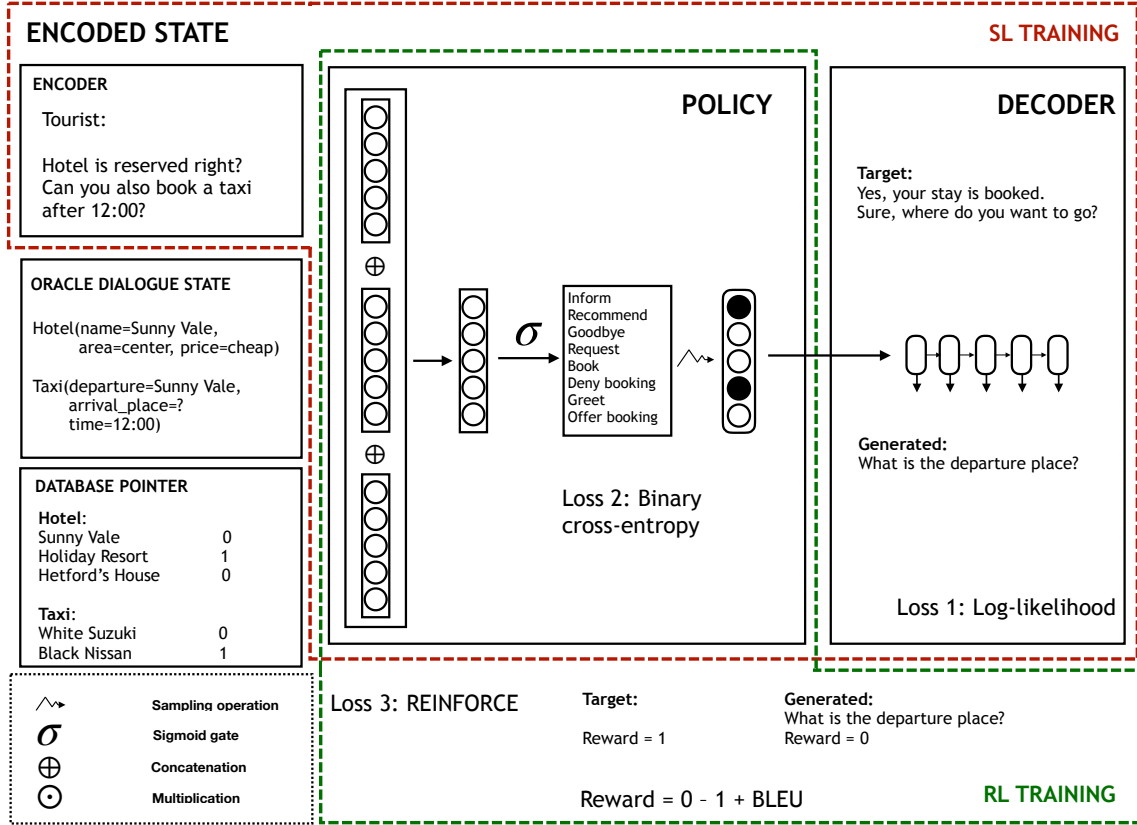 ENCODED STATE
SL TRAINING
ENCODER
Tourist:
Hotel is reserved right?
Can you also book a taxi
after 12:00?
ORACLE DIALOGUE STATE
Hotel(name=Sunny Vale,
area=center, price=cheap)
Taxi(departure=Sunny Vale,
arrival_place=?
time=12:00)
DATABASE POINTER
Hotel:
Sunny Vale 0
Holiday Resort 1
Hetford's House 0
Taxi:
White Suzuki 0
Black Nissan 1
Sampling operation
σ Sigmoid gate
⊕ Concatenation
⊙ Multiplication
POLICY
⊕
⊕
σ
Inform
Recommend
Goodbye
Request
Book
Deny booking
Greet
Offer booking
Loss 2: Binary
cross-entropy
DECODER
Target:
Yes, your stay is booked.
Sure, where do you want to go?
Generated:
What is the departure place?
Loss 1: Log-likelihood
Loss 3: REINFORCE
Target:
Reward = 1
Generated:
What is the departure place?
Reward = 0
Reward = 0 - 1 + BLEU
RL TRAINING